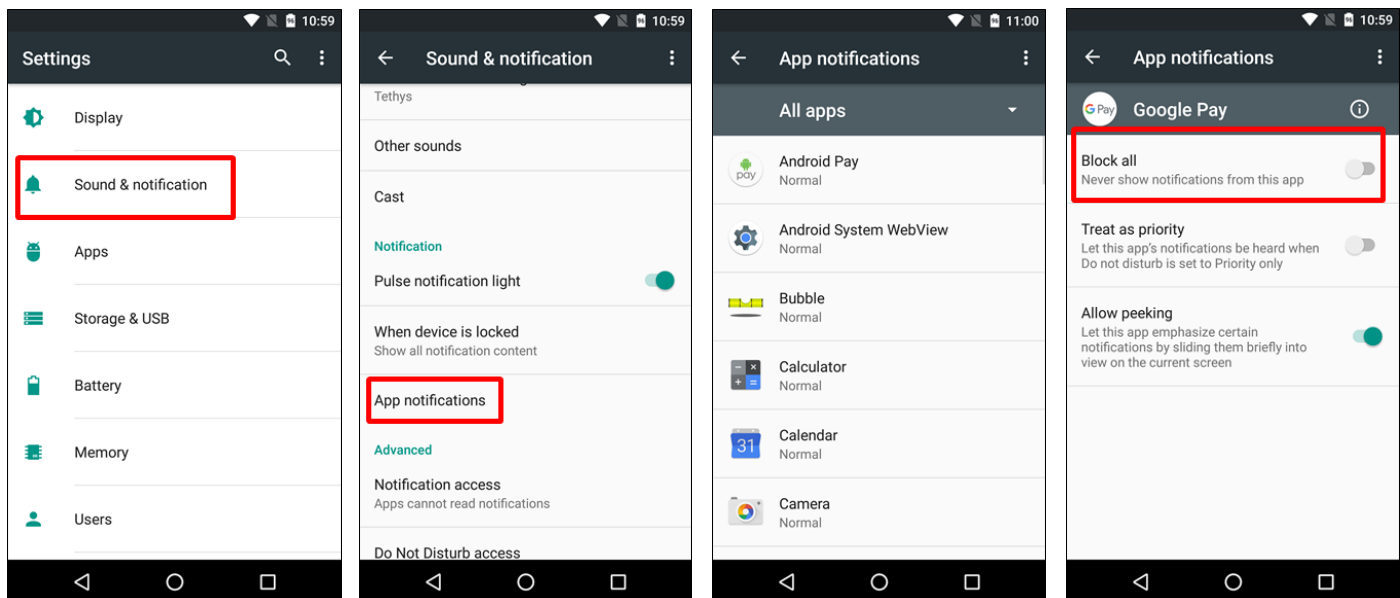 10:59
Settings
Display
Sound & notification
Apps
Storage & USB
Battery
Memory
Users
10:59
Sound & notification
Tethys
Other sounds
Cast
Notification
Pulse notification light
When device is locked
Show all notification content
App notifications
Advanced
Notification access
Apps cannot read notifications
Do Not Disturb access
11:00
App notifications
All apps
pay
Android Pay
Normal
Android System WebView
Normal
Bubble
Normal
Calculator
Normal
31
Calendar
Normal
Camera
Normal
10:59
App notifications
G Pay
Google Pay
Block all
Never show notifications from this app
Treat as priority
Let this app's notifications be heard when
Do not disturb is set to Priority only
Allow peeking
Let this app emphasize certain
notifications by sliding them briefly into
view on the current screen